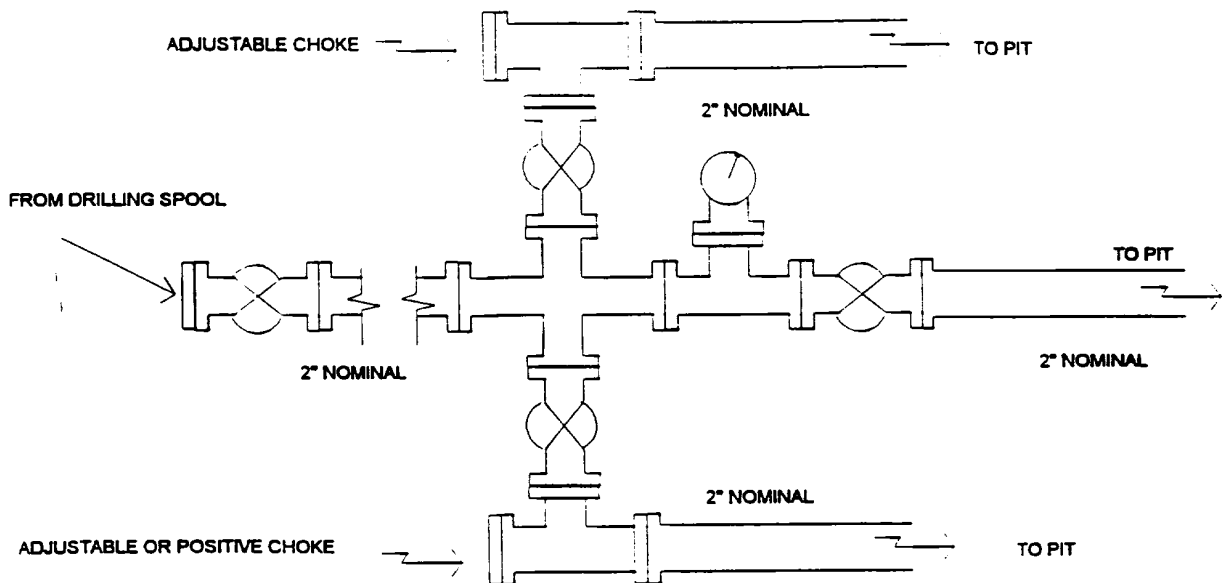 ADJUSTABLE CHOKE
TO PIT
2" NOMINAL
FROM DRILLING SPOOL
TO PIT
2" NOMINAL
2" NOMINAL
2" NOMINAL
ADJUSTABLE OR POSITIVE CHOKE
TO PIT